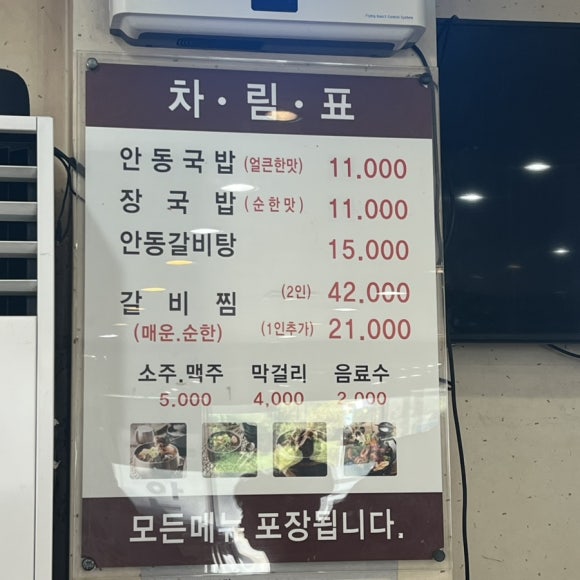 차·림·표
안동국밥 (얼큰한맛) 11.000
장국밥 (순한맛) 11.000
안동갈비탕 15.000
갈비찜 (2인) 42.000
(매운.순한) (1인추가) 21.000
소주.맥주 막걸리 음료수
5.000 4,000 2.000
모든메뉴 포장됩니다.